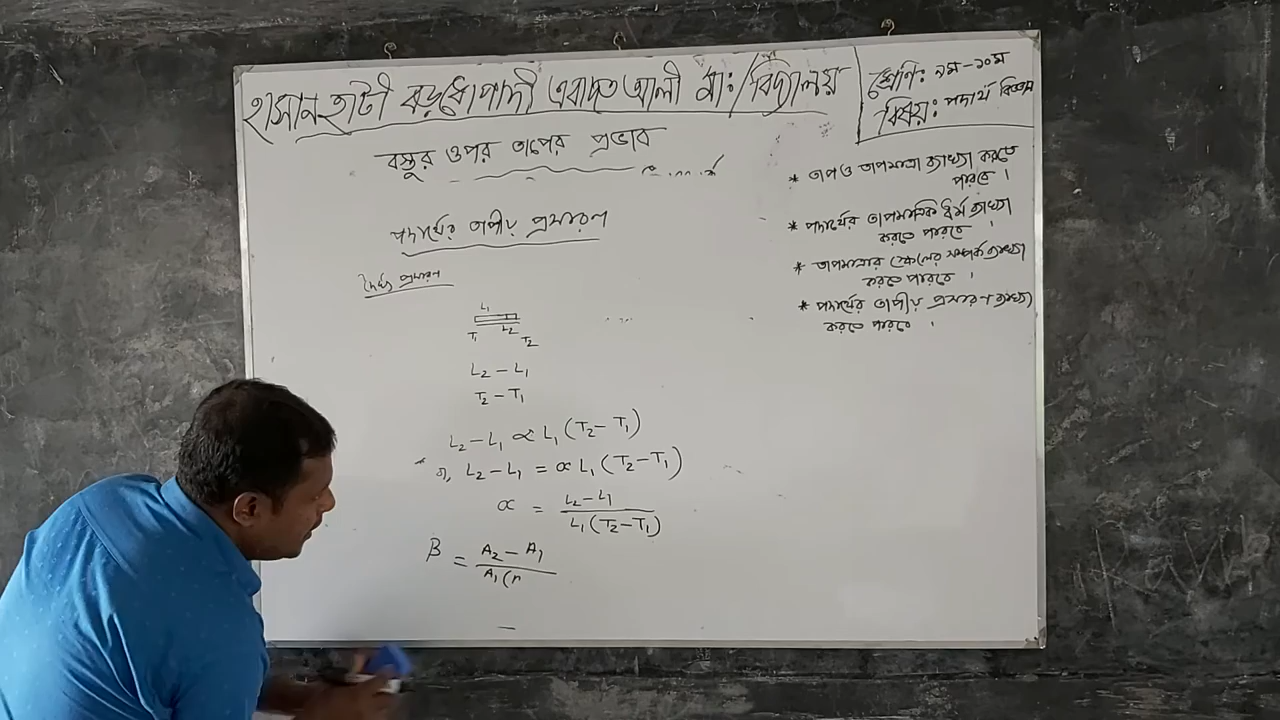 হাসান হাটী বড়ধোপাদী এবাদত আলী মাঃ/বিদ্যালয়
শ্রেণি: ৯ম-১০ম
বিষয়: পদার্থ বিজ্ঞান
বস্তুর ওপর তাপের প্রভাব
পদার্থের তাপীয় প্রসারণ
দৈর্ঘ্য প্রসারণ
L₁
L₂
T₁ T₂
L₂ - L₁
T₂ - T₁
L₂ - L₁ ∝ L₁ (T₂ - T₁)
বা, L₂ - L₁ = ∝ L₁ (T₂ - T₁)
∝ = L₂ - L₁ / L₁ (T₂ - T₁)
β = A₂ - A₁ / A₁ (
* তাপ ও তাপমাত্রা ব্যাখ্যা করতে
পারবে ।
* পদার্থের তাপমানিক ধর্ম ব্যাখ্যা
করতে পারবে ।
* তাপমাত্রার স্কেলের সম্পর্ক ব্যাখ্যা
করতে পারবে ।
* পদার্থের তাপীয় প্রসারণ ব্যাখ্যা
করতে পারবে ।